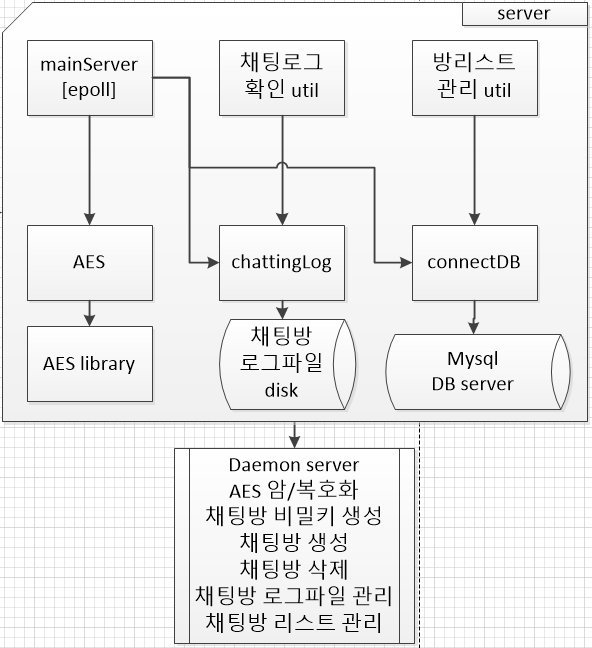 server
mainServer
[epoll]
채팅로그
확인 util
방리스트
관리 util
AES
chattingLog
connectDB
AES library
채팅방
로그파일
disk
Mysql
DB server
Daemon server
AES 암/복호화
채팅방 비밀키 생성
채팅방 생성
채팅방 삭제
채팅방 로그파일 관리
채팅방 리스트 관리